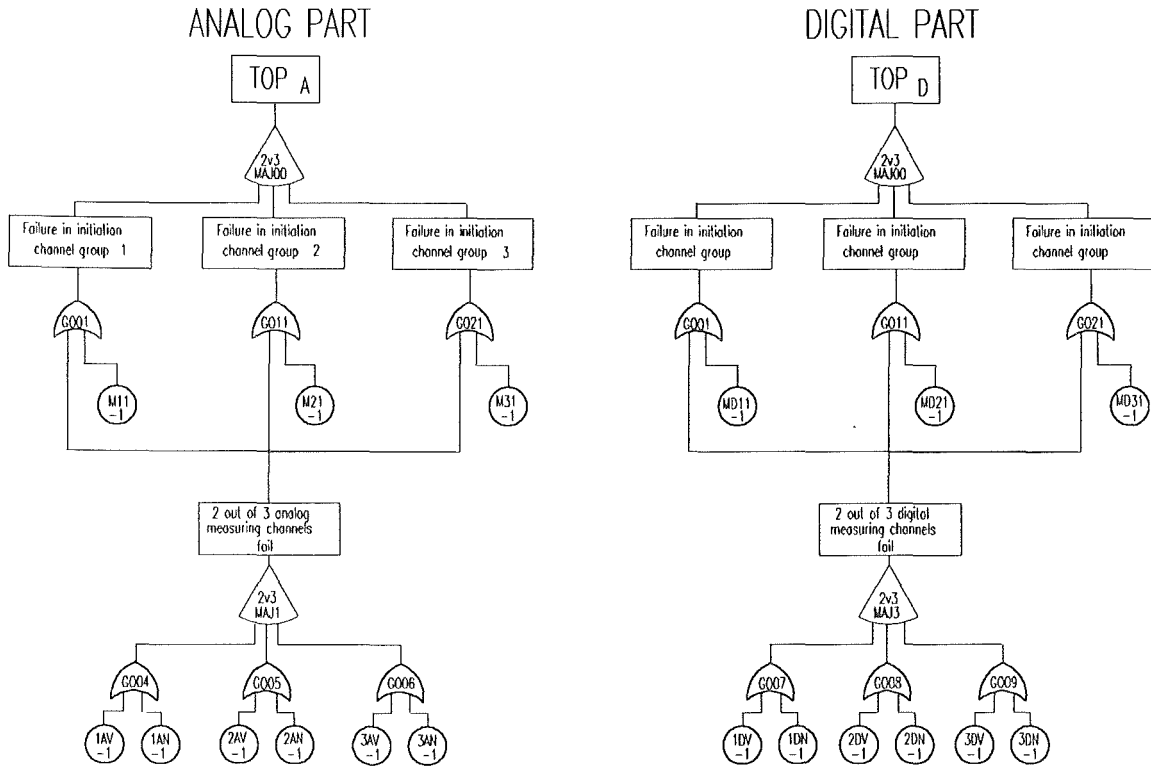 ANALOG PART
TOP A
2v3
MAJ00
Failure in initiation
channel group 1
Failure in initiation
channel group 2
Failure in initiation
channel group 3
G001
G011
G021
M11
-1
M21
-1
M31
-1
2 out of 3 analog
measuring channels
fail
2v3
MAJ1
G004
G005
G006
1AV
-1
1AN
-1
2AV
-1
2AN
-1
3AV
-1
3AN
-1
DIGITAL PART
TOP D
2v3
MAJ00
Failure in initiation
channel group
Failure in initiation
channel group
Failure in initiation
channel group
G001
G011
G021
MD11
-1
MD21
-1
MD31
-1
2 out of 3 digital
measuring channels
fail
2v3
MAJ3
G007
G008
G009
1DV
-1
1DN
-1
2DV
-1
2DN
-1
3DV
-1
3DN
-1